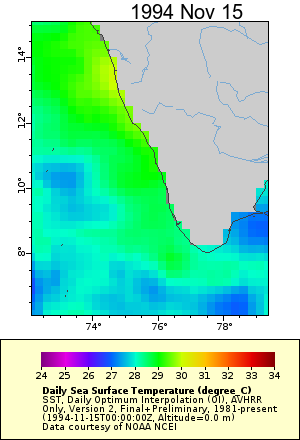 1994 Nov 15
14°
12°
10°
8°
74°
76°
78°
24 25 26 27 28 29 30 31 32 33 34
Daily Sea Surface Temperature (degree_C)
SST, Daily Optimum Interpolation (OI), AVHRR
Only, Version 2, Final+Preliminary, 1981-present
(1994-11-15T00:00:00Z, Altitude=0.0 m)
Data courtesy of NOAA NCEI